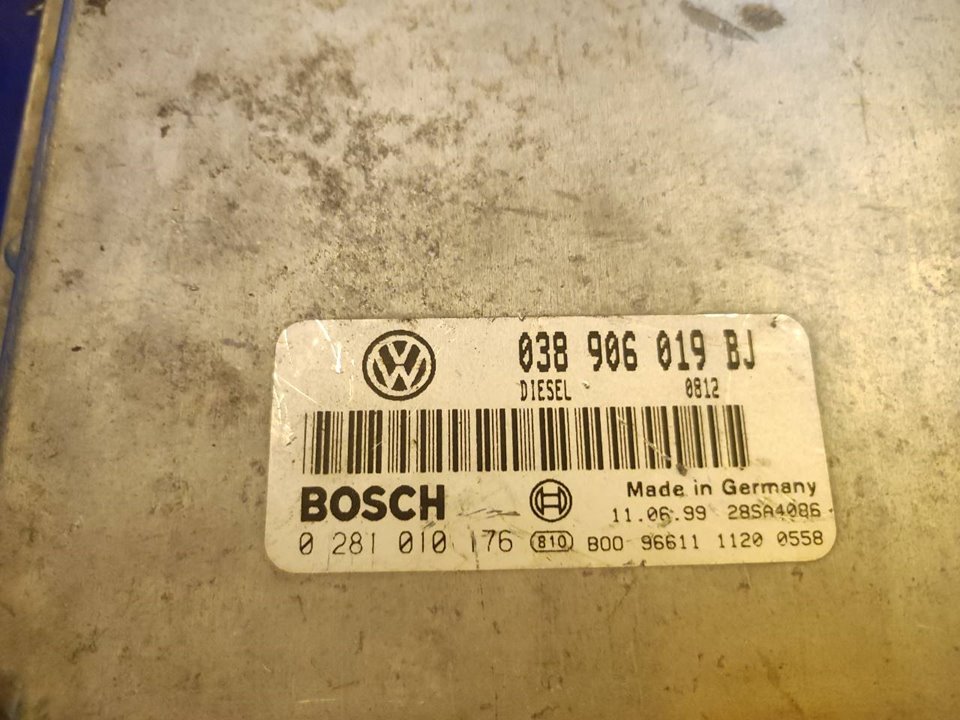 038 906 019 BJ
DIESEL 0812
BOSCH
Made in Germany
11.06.99 28SA4086
0 281 010 176 810 B00 96611 1120 0558